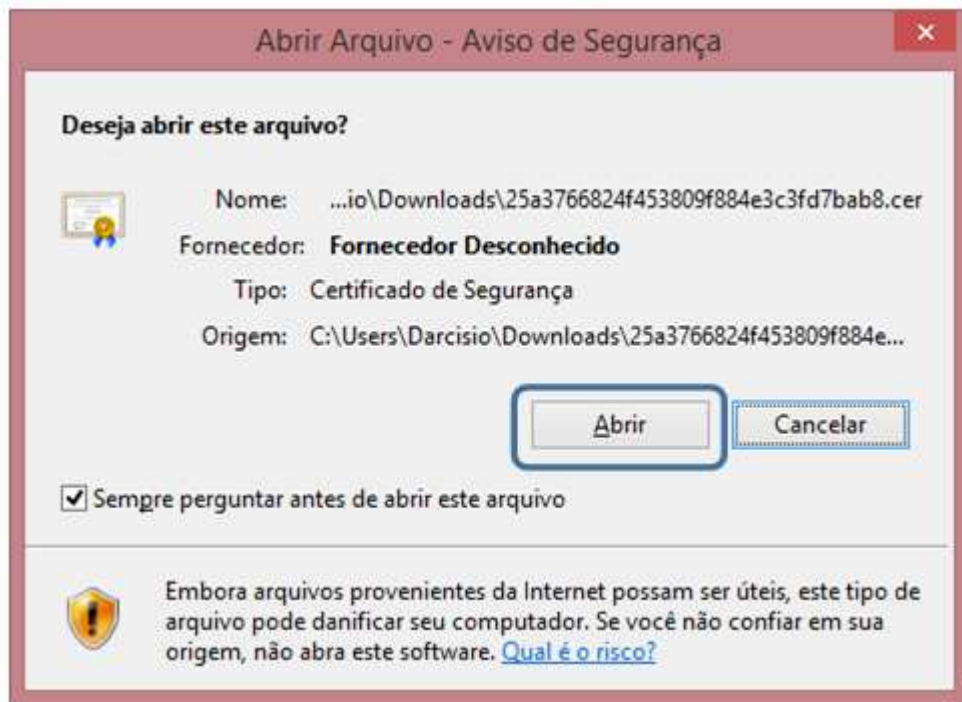 Abrir Arquivo - Aviso de Segurança
Deseja abrir este arquivo?
Nome: ...io\Downloads\25a3766824f453809f884e3c3fd7bab8.cer
Fornecedor: Fornecedor Desconhecido
Tipo: Certificado de Segurança
Origem: C:\Users\Darcisio\Downloads\25a3766824f453809f884e...
Abrir Cancelar
Sempre perguntar antes de abrir este arquivo
Embora arquivos provenientes da Internet possam ser úteis, este tipo de
arquivo pode danificar seu computador. Se você não confiar em sua
origem, não abra este software. Qual é o risco?